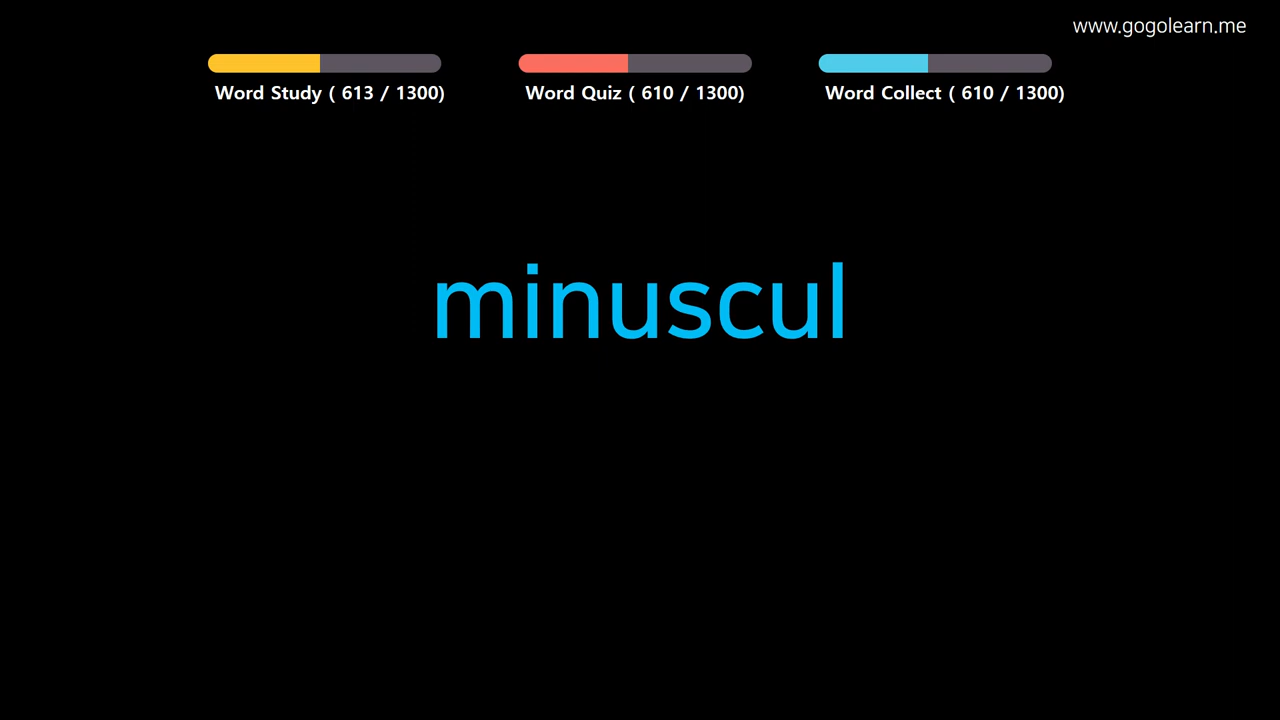 www.gogolearn.me
Word Study ( 613 / 1300)
Word Quiz ( 610 / 1300)
Word Collect ( 610 / 1300)
minuscul